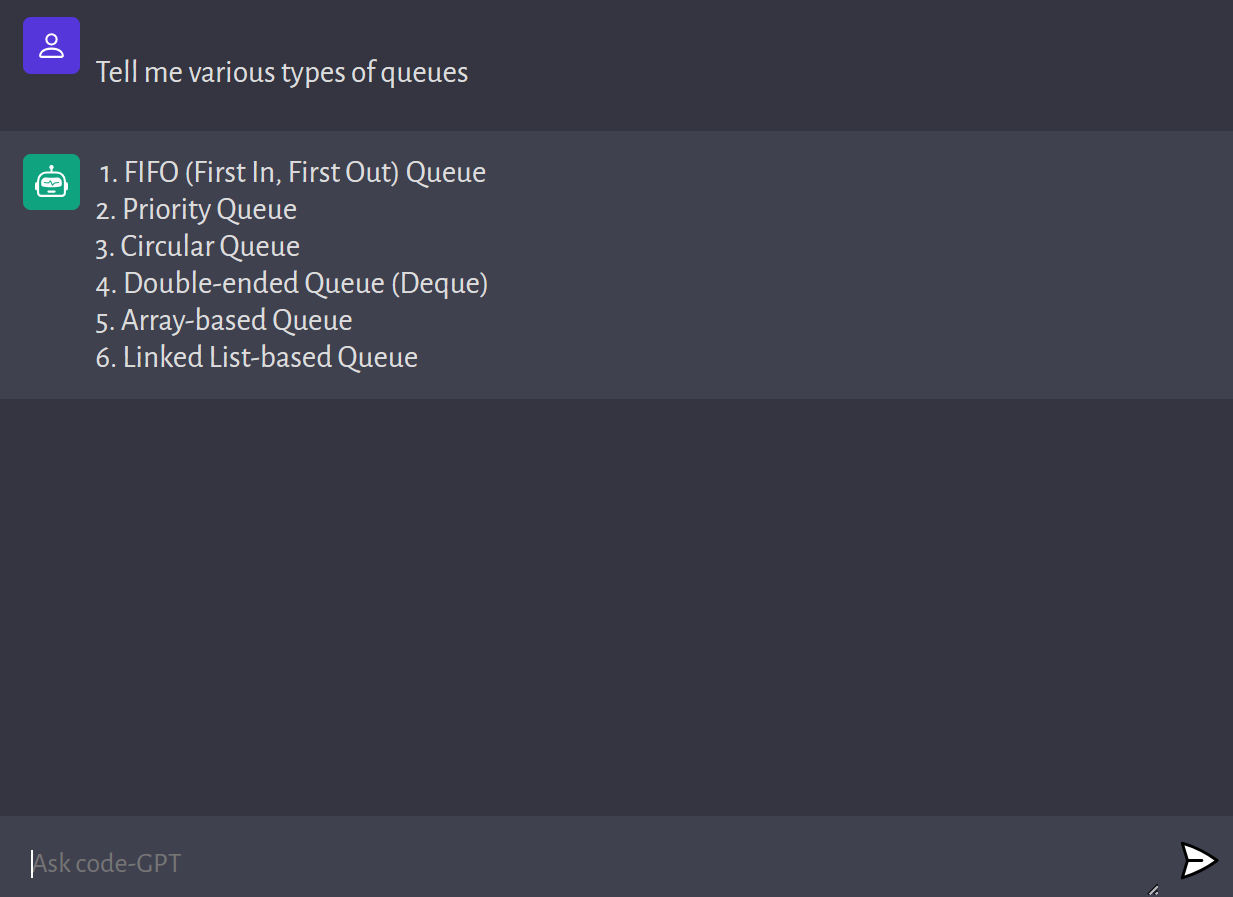 Tell me various types of queues
1. FIFO (First In, First Out) Queue
2. Priority Queue
3. Circular Queue
4. Double-ended Queue (Deque)
5. Array-based Queue
6. Linked List-based Queue
Ask code-GPT